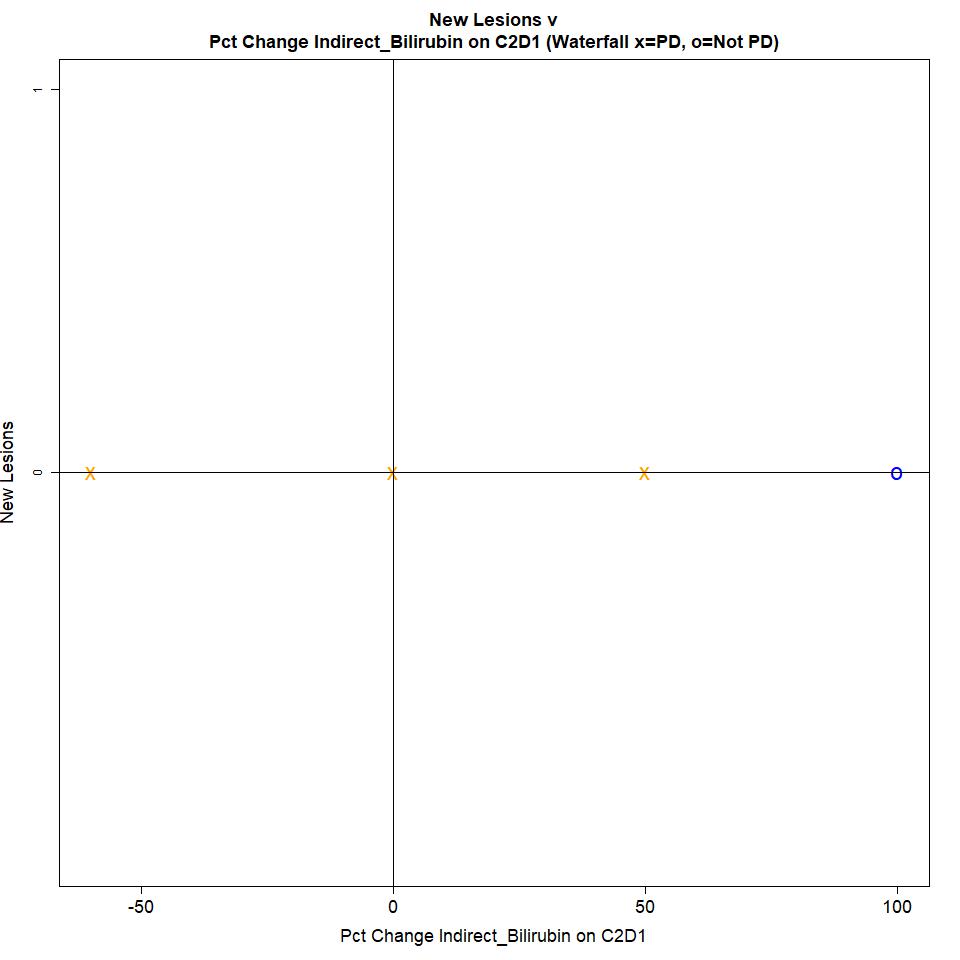 New Lesions v
Pct Change Indirect_Bilirubin on C2D1 (Waterfall x=PD, o=Not PD)
1
New Lesions
0
x x x o
-50 0 50 100
Pct Change Indirect_Bilirubin on C2D1